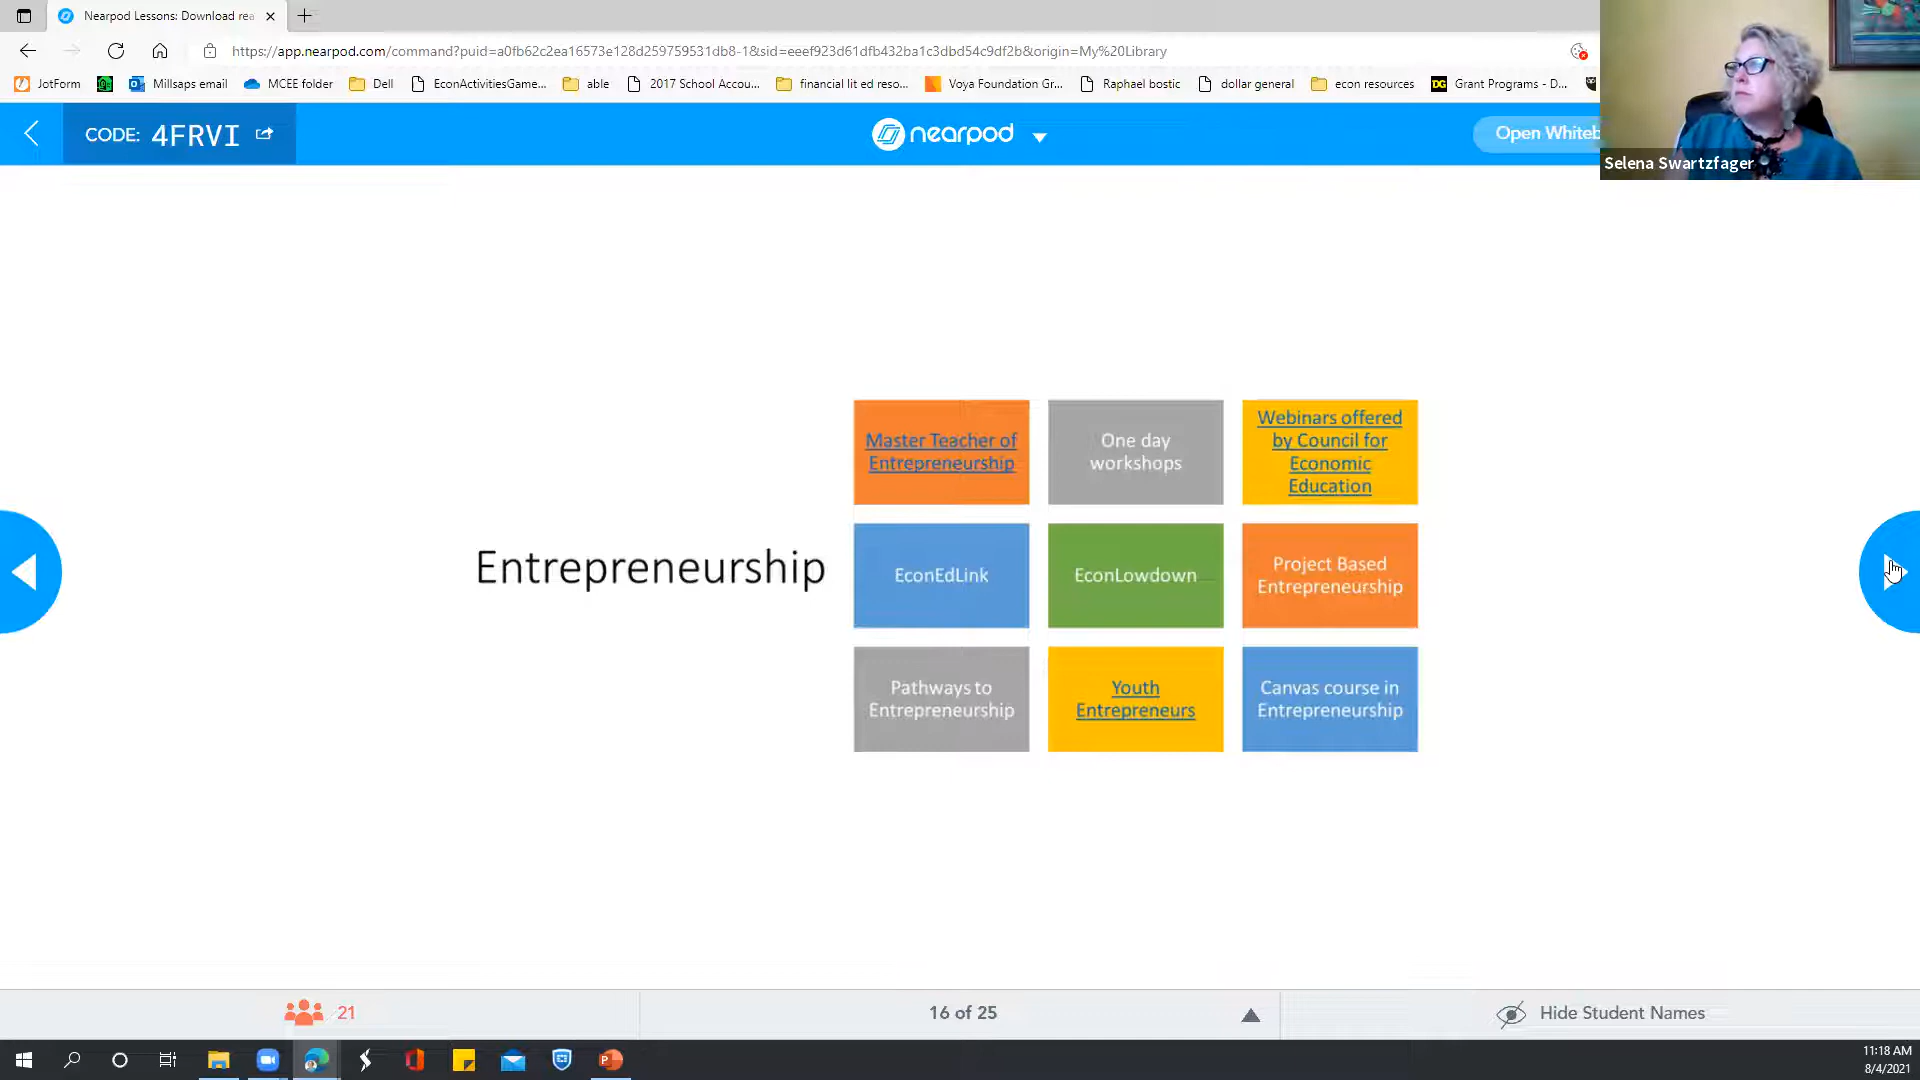 Nearpod Lessons: Download rea
https://app.nearpod.com/command?puid=a0fb62c2ea16573e128d259759531db8-1&sid=eeef923d61dfb432ba1c3dbd54c9df2b&origin=My%20Library
JotForm Millsaps email MCEE folder Dell EconActivitiesGame... able 2017 School Accou... financial lit ed reso... Voya Foundation Gr... Raphael bostic dollar general econ resources DG Grant Programs - D...
CODE: 4FRVI nearpod Open Whiteb
Selena Swartzfager
Master Teacher of
Entrepreneurship
One day
workshops
Webinars offered
by Council for
Economic
Education
Entrepreneurship
EconEdLink
EconLowdown
Project Based
Entrepreneurship
Pathways to
Entrepreneurship
Youth
Entrepreneurs
Canvas course in
Entrepreneurship
21 16 of 25 Hide Student Names
11:18 AM
8/4/2021